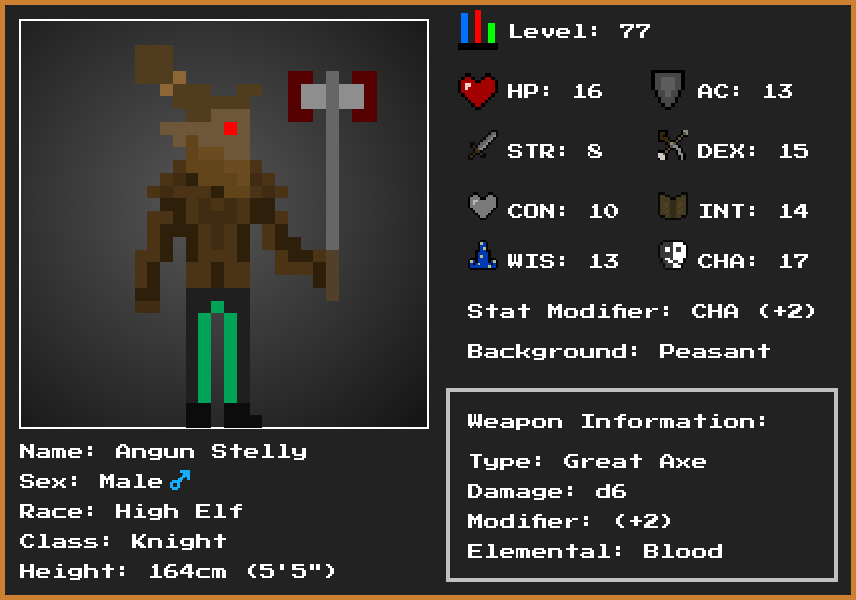 Level: 77
HP: 16 AC: 13
STR: 8 DEX: 15
CON: 10 INT: 14
WIS: 13 CHA: 17
Stat Modifier: CHA (+2)
Background: Peasant
Weapon Information:
Type: Great Axe
Damage: d6
Modifier: (+2)
Elemental: Blood
Name: Angun Stelly
Sex: Male♂
Race: High Elf
Class: Knight
Height: 164cm (5'5")